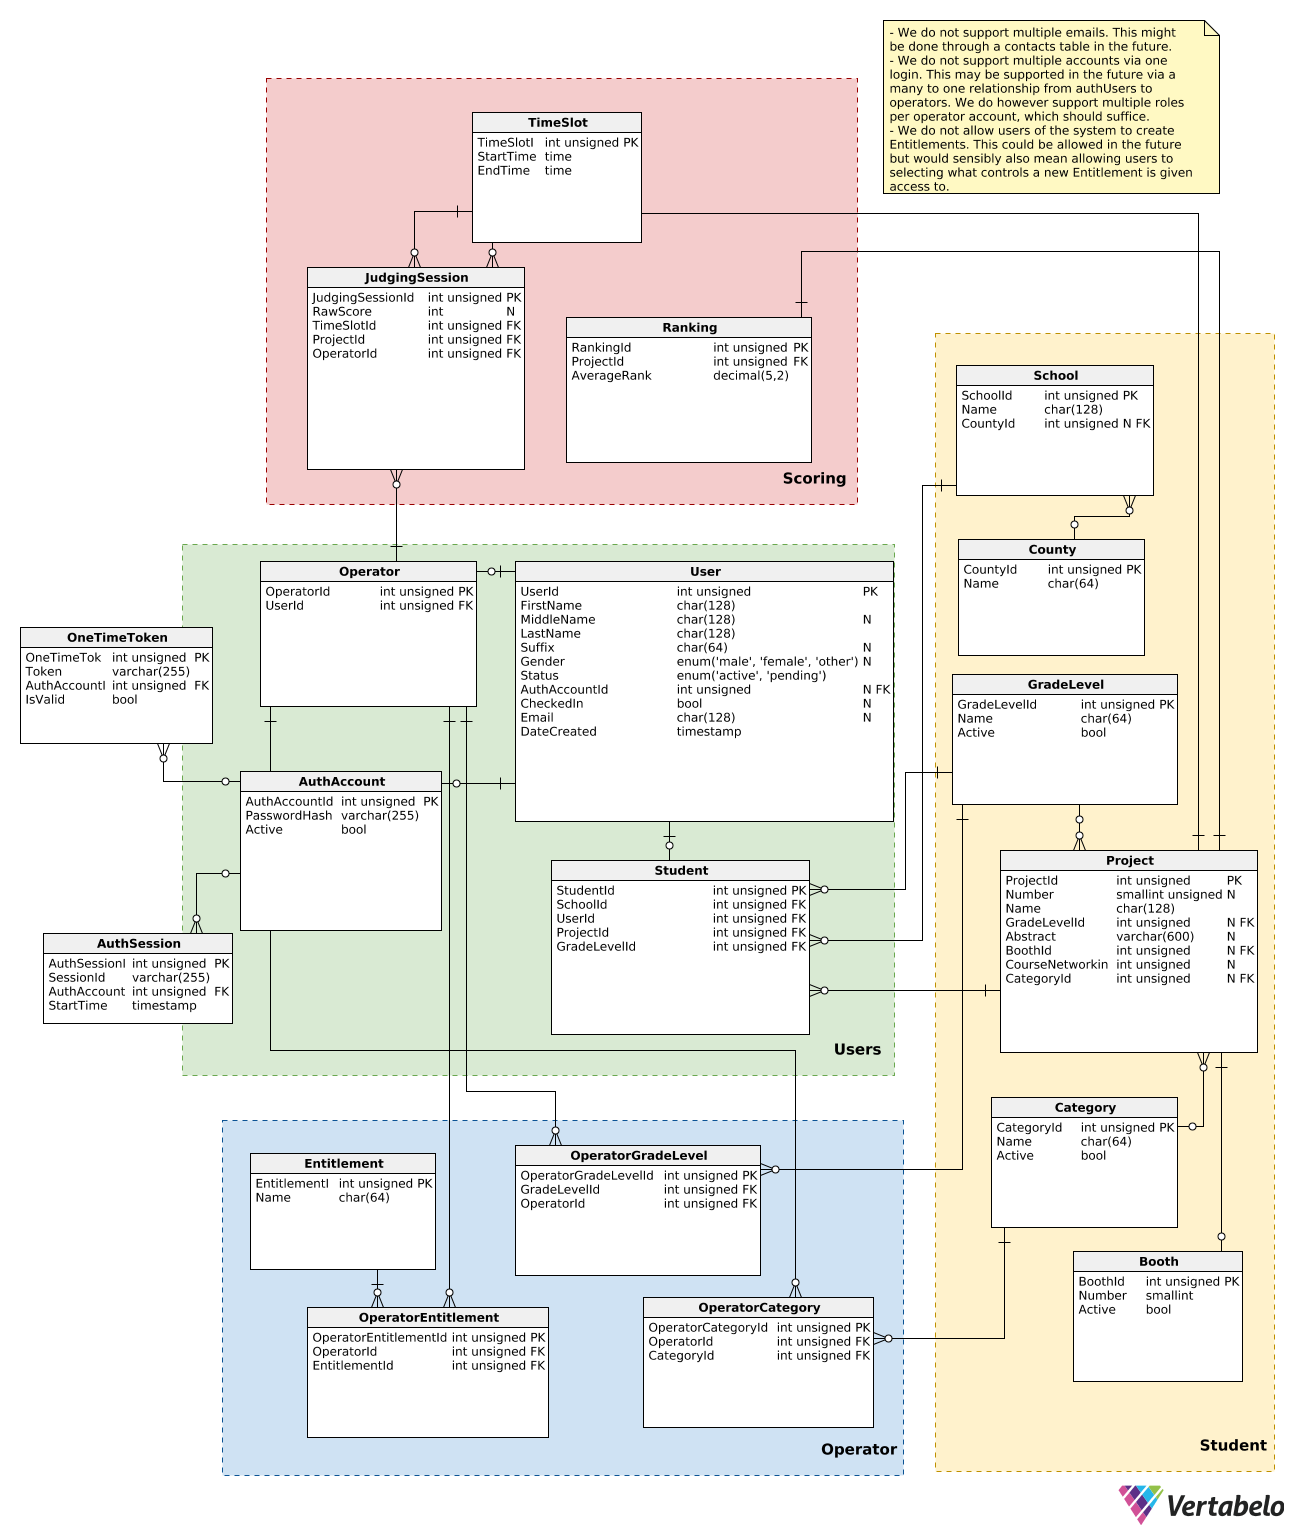 - We do not support multiple emails. This might
be done through a contacts table in the future.
- We do not support multiple accounts via one
login. This may be supported in the future via a
many to one relationship from authUsers to
operators. We do however support multiple roles
per operator account, which should suffice.
- We do not allow users of the system to create
Entitlements. This could be allowed in the future
but would sensibly also mean allowing users to
selecting what controls a new Entitlement is given
access to.
TimeSlot
TimeSlotI int unsigned PK
StartTime time
EndTime time
JudgingSession
JudgingSessionId int unsigned PK
RawScore int N
TimeSlotId int unsigned FK
ProjectId int unsigned FK
OperatorId int unsigned FK
Ranking
RankingId int unsigned PK
ProjectId int unsigned FK
AverageRank decimal(5,2)
Scoring
School
SchoolId int unsigned PK
Name char(128)
CountyId int unsigned N FK
County
CountyId int unsigned PK
Name char(64)
Operator
OperatorId int unsigned PK
UserId int unsigned FK
User
UserId int unsigned PK
FirstName char(128)
MiddleName char(128) N
LastName char(128)
Suffix char(64) N
Gender enum('male', 'female', 'other') N
Status enum('active', 'pending')
AuthAccountId int unsigned N FK
CheckedIn bool N
Email char(128) N
DateCreated timestamp
OneTimeToken
OneTimeTok int unsigned PK
Token varchar(255)
AuthAccountI int unsigned FK
IsValid bool
GradeLevel
GradeLevelId int unsigned PK
Name char(64)
Active bool
AuthAccount
AuthAccountId int unsigned PK
PasswordHash varchar(255)
Active bool
Student
StudentId int unsigned PK
SchoolId int unsigned FK
UserId int unsigned FK
ProjectId int unsigned FK
GradeLevelId int unsigned FK
Project
ProjectId int unsigned PK
Number smallint unsigned N
Name char(128)
GradeLevelId int unsigned N FK
Abstract varchar(600) N
BoothId int unsigned N FK
CourseNetworkin int unsigned N
CategoryId int unsigned N FK
AuthSession
AuthSessionI int unsigned PK
SessionId varchar(255)
AuthAccount int unsigned FK
StartTime timestamp
Users
Category
CategoryId int unsigned PK
Name char(64)
Active bool
Entitlement
EntitlementI int unsigned PK
Name char(64)
OperatorGradeLevel
OperatorGradeLevelId int unsigned PK
GradeLevelId int unsigned FK
OperatorId int unsigned FK
Booth
BoothId int unsigned PK
Number smallint
Active bool
OperatorEntitlement
OperatorEntitlementId int unsigned PK
OperatorId int unsigned FK
EntitlementId int unsigned FK
OperatorCategory
OperatorCategoryId int unsigned PK
OperatorId int unsigned FK
CategoryId int unsigned FK
Operator
Student
Vertabelo